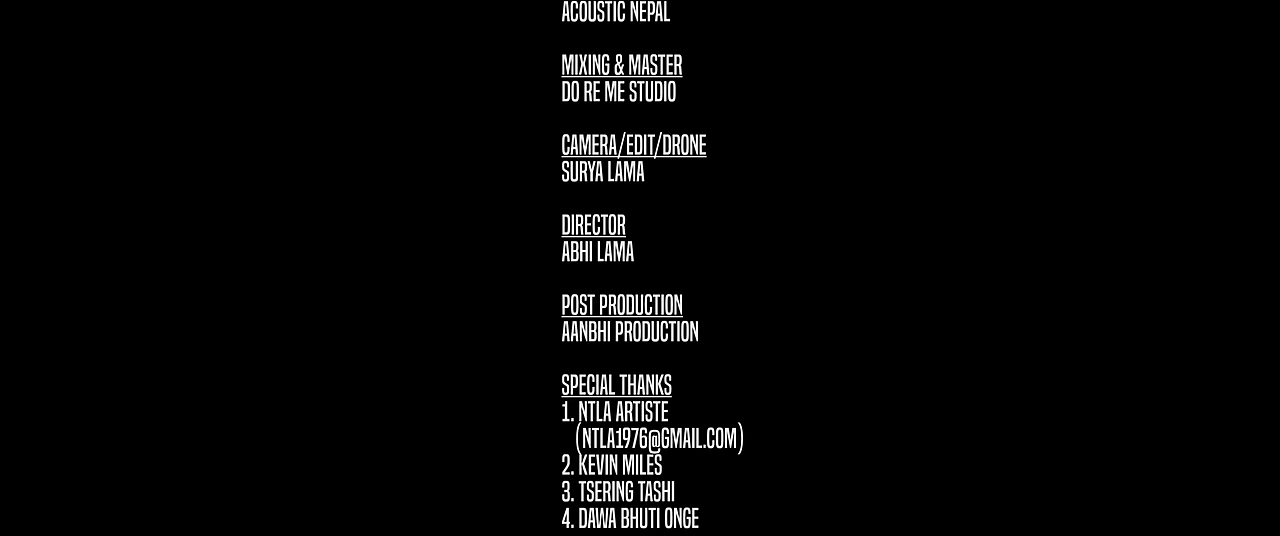 ACOUSTIC NEPAL
MIXING & MASTER
DO RE ME STUDIO
CAMERA/EDIT/DRONE
SURYA LAMA
DIRECTOR
ABHI LAMA
POST PRODUCTION
AANBHI PRODUCTION
SPECIAL THANKS
1. NTLA ARTISTE
(NTLA1976@GMAIL.COM)
2. KEVIN MILES
3. TSERING TASHI
4. DAWA BHUTI ONGE